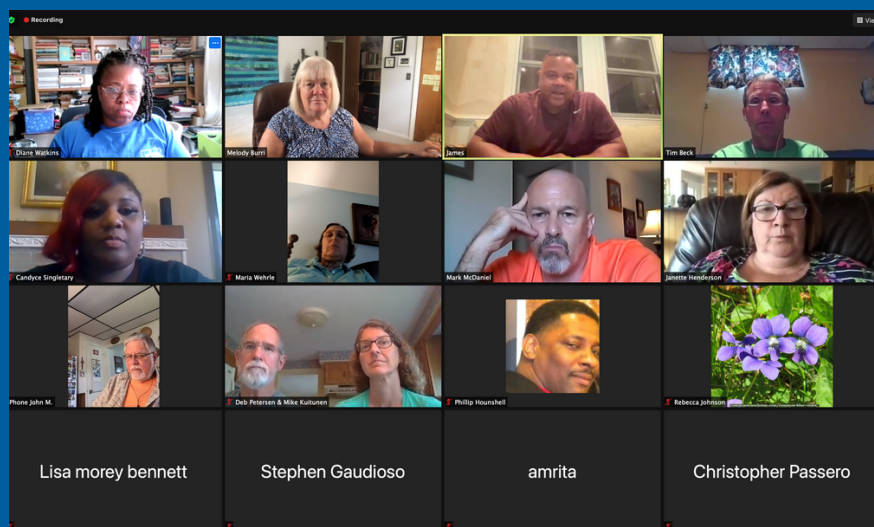 Recording
Vie
Diane Watkins
Melody Burri
James
Tim Beck
Candyce Singletary
Maria Wehrle
Mark McDaniel
Janette Henderson
Phone John M.
Deb Petersen & Mike Kuitunen
Phillip Hounshell
Rebecca Johnson
Lisa morey bennett
Stephen Gaudioso
amrita
Christopher Passero